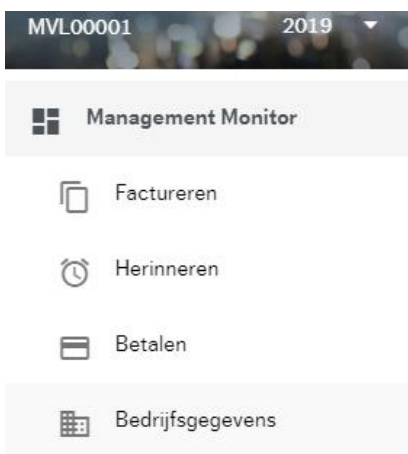 MVL00001 2019
Management Monitor
Factureren
Herinneren
Betalen
Bedrijfsgegevens